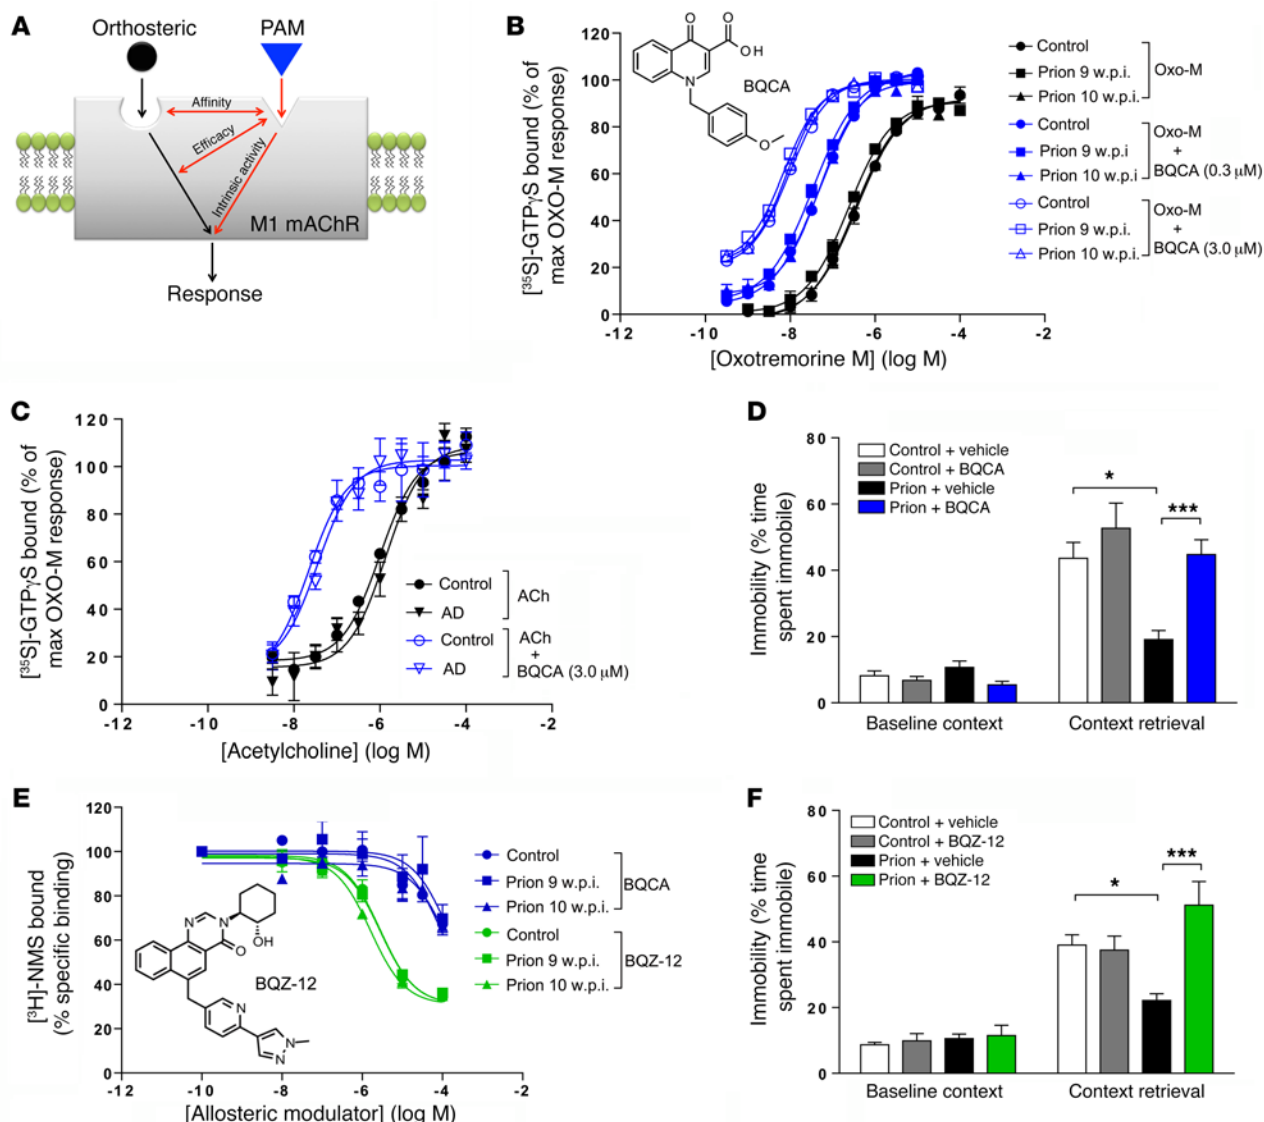 A
Orthosteric
PAM
Affinity
Efficacy
Intrinsic activity
M1 mAChR
Response
B
[³⁵S]-GTPγS bound (% of
max OXO-M response)
120
100
80
60
40
20
0
-12 -10 -8 -6 -4 -2
[Oxotremorine M] (log M)
O O
OH
N
O
BQCA
Control
Prion 9 w.p.i.
Prion 10 w.p.i.
Oxo-M
Control
Prion 9 w.p.i
Prion 10 w.p.i
Oxo-M
+
BQCA (0.3 µM)
Control
Prion 9 w.p.i.
Prion 10 w.p.i.
Oxo-M
+
BQCA (3.0 µM)
C
[³⁵S]-GTPγS bound (% of
max OXO-M response)
120
100
80
60
40
20
0
-12 -10 -8 -6 -4 -2
[Acetylcholine] (log M)
Control
AD
ACh
Control
AD
ACh
+
BQCA (3.0 µM)
D
Immobility (% time
spent immobile)
80
60
40
20
0
Control + vehicle
Control + BQCA
Prion + vehicle
Prion + BQCA
*
***
Baseline context
Context retrieval
E
[³H]-NMS bound
(% specific binding)
120
100
80
60
40
20
0
-12 -10 -8 -6 -4 -2
[Allosteric modulator] (log M)
N N
OH
O
N
N
N
BQZ-12
Control
Prion 9 w.p.i.
Prion 10 w.p.i.
BQCA
Control
Prion 9 w.p.i.
Prion 10 w.p.i.
BQZ-12
F
Immobility (% time
spent immobile)
80
60
40
20
0
Control + vehicle
Control + BQZ-12
Prion + vehicle
Prion + BQZ-12
*
***
Baseline context
Context retrieval